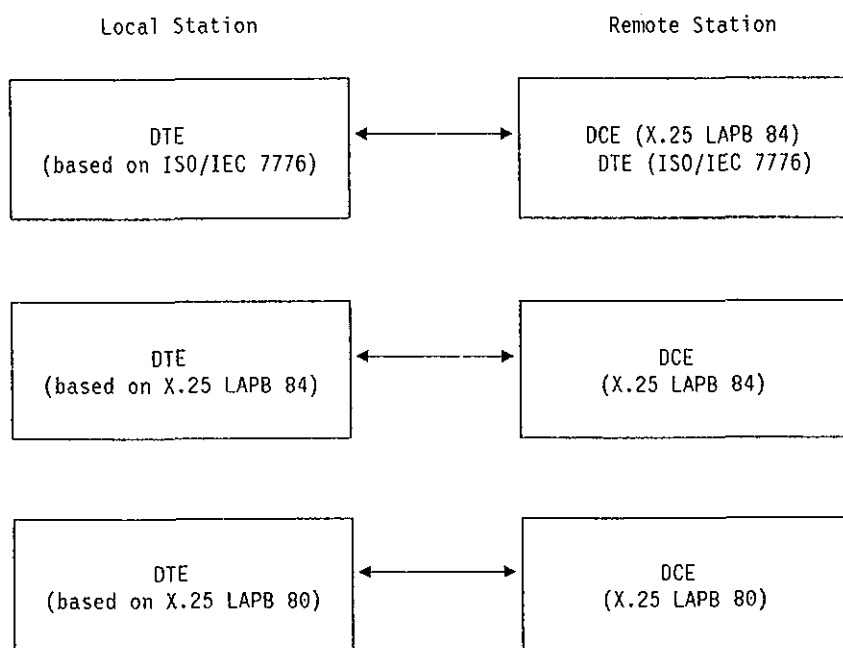 Local Station
Remote Station
DTE
(based on ISO/IEC 7776)
DCE (X.25 LAPB 84)
DTE (ISO/IEC 7776)
DTE
(based on X.25 LAPB 84)
DCE
(X.25 LAPB 84)
DTE
(based on X.25 LAPB 80)
DCE
(X.25 LAPB 80)